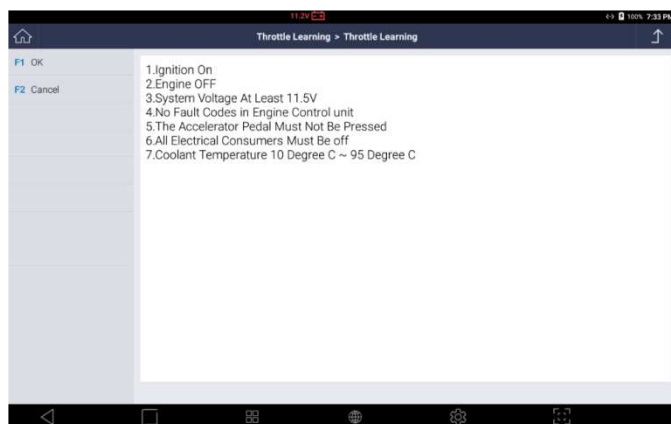 11.2V
100% 7:33 PM
Throttle Learning > Throttle Learning
F1 OK
F2 Cancel
1.Ignition On
2.Engine OFF
3.System Voltage At Least 11.5V
4.No Fault Codes in Engine Control unit
5.The Accelerator Pedal Must Not Be Pressed
6.All Electrical Consumers Must Be off
7.Coolant Temperature 10 Degree C ~ 95 Degree C